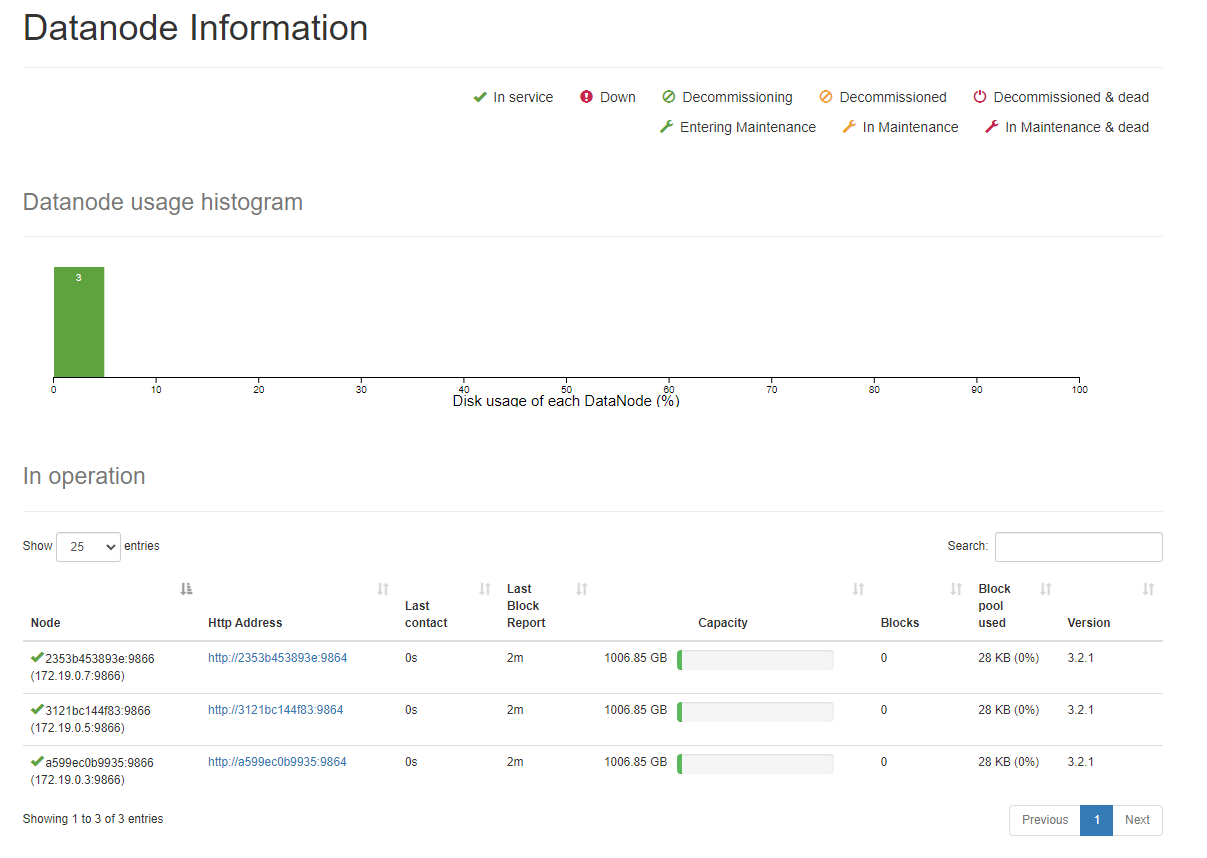 Datanode Information
In service Down Decommissioning Decommissioned Decommissioned & dead
Entering Maintenance In Maintenance In Maintenance & dead
Datanode usage histogram
3
0 10 20 30 40 50 60 70 80 90 100
Disk usage of each DataNode (%)
In operation
Show 25 entries Search:
Node Http Address Last contact Last Block Report Capacity Blocks Block pool used Version
2353b453893e:9866 http://2353b453893e:9864 0s 2m 1006.85 GB 0 28 KB (0%) 3.2.1
(172.19.0.7:9866)
3121bc144f83:9866 http://3121bc144f83:9864 0s 2m 1006.85 GB 0 28 KB (0%) 3.2.1
(172.19.0.5:9866)
a599ec0b9935:9866 http://a599ec0b9935:9864 0s 2m 1006.85 GB 0 28 KB (0%) 3.2.1
(172.19.0.3:9866)
Showing 1 to 3 of 3 entries Previous 1 Next